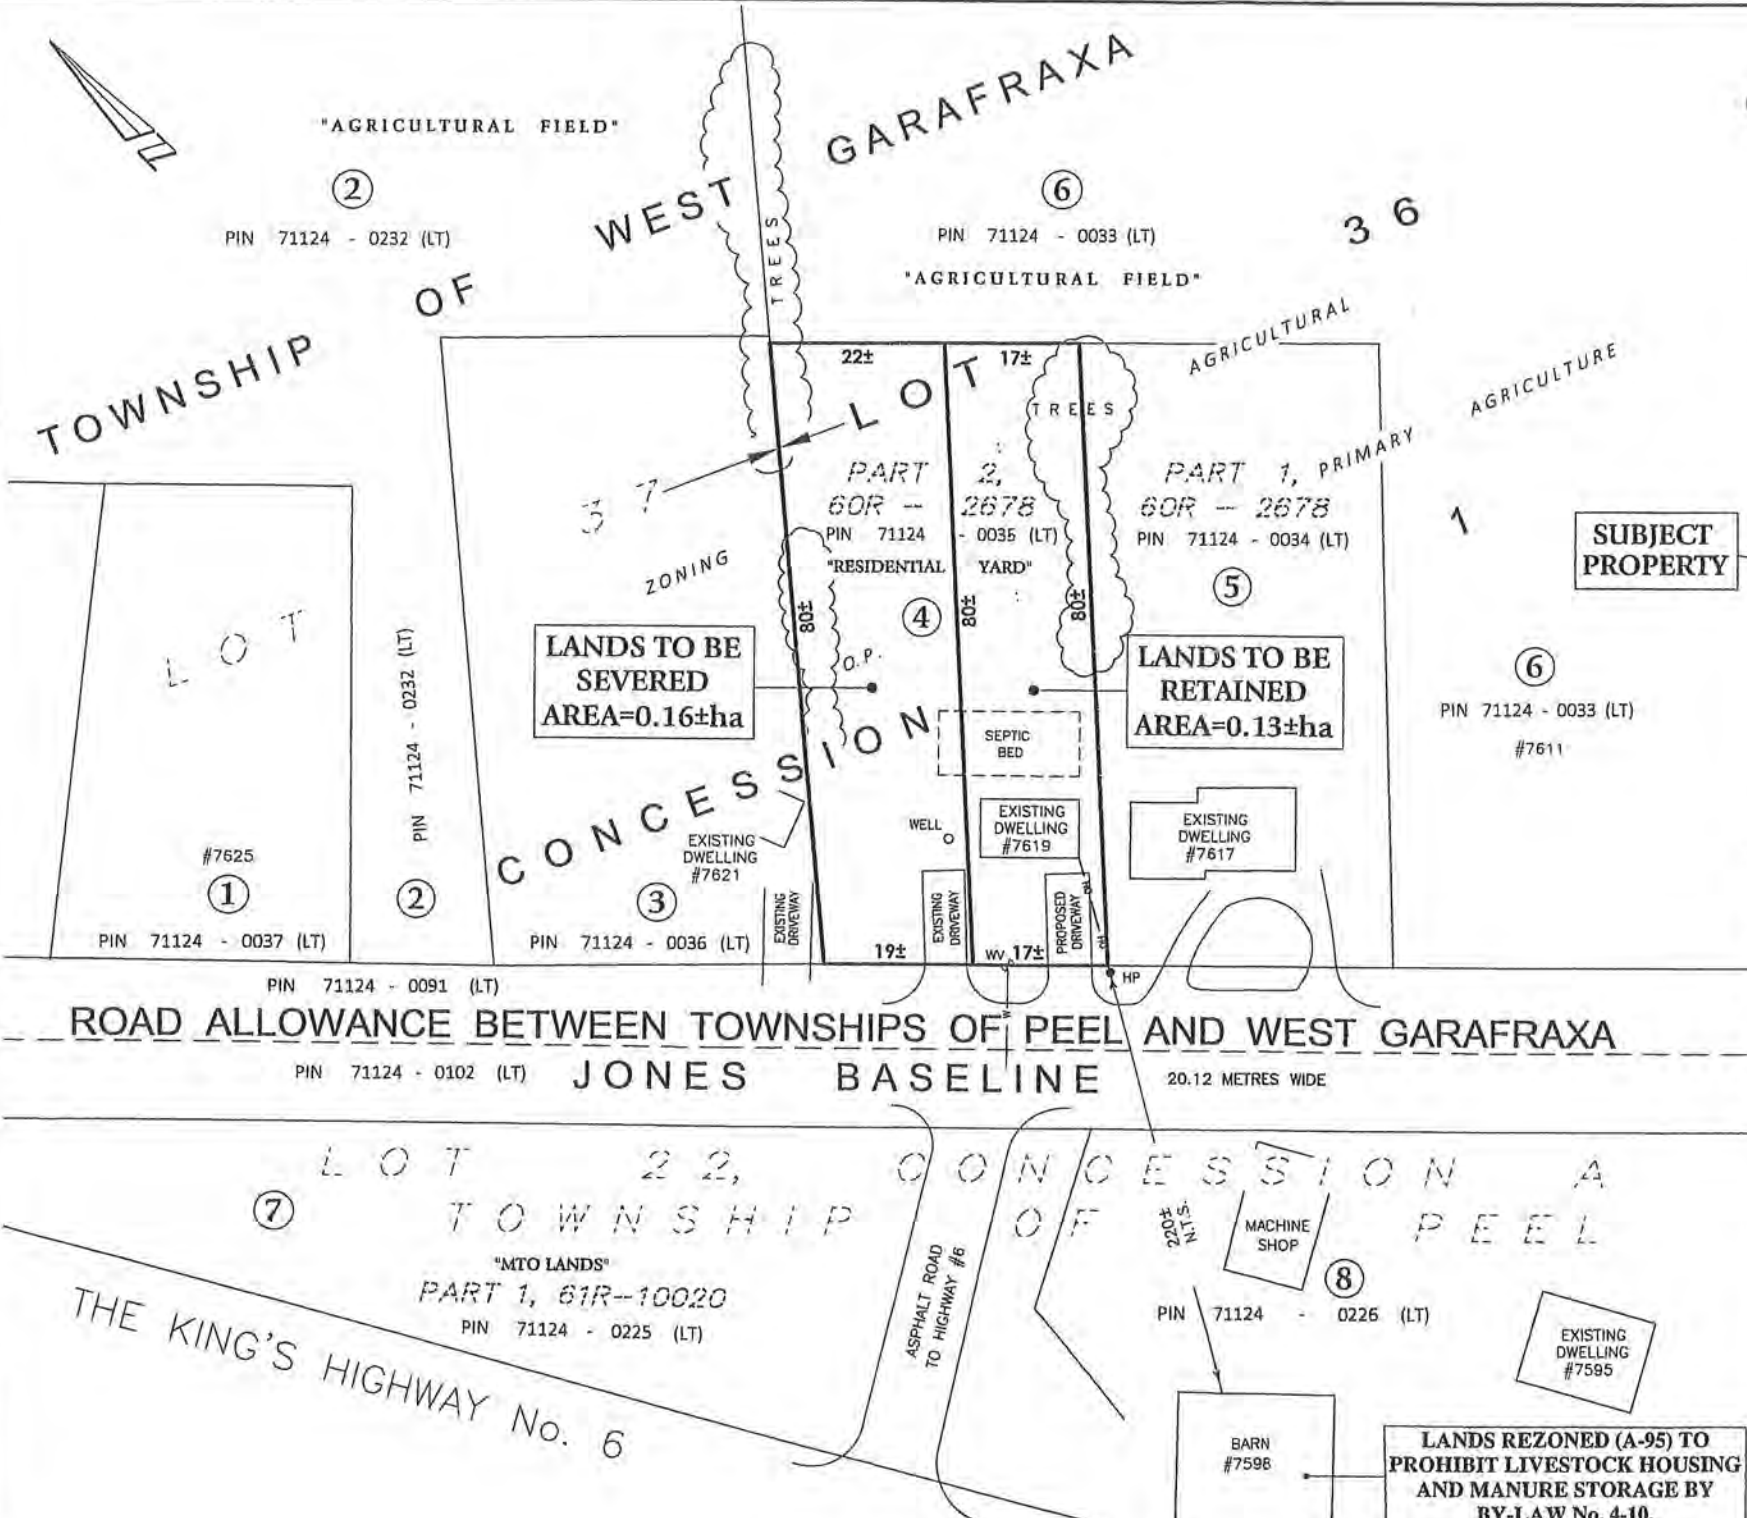 "AGRICULTURAL FIELD"
2
PIN 71124 - 0232 (LT)
TOWNSHIP OF WEST GARAFRAXA
TREES
6
PIN 71124 - 0033 (LT)
"AGRICULTURAL FIELD"
36
22±
17±
LOT
TREES
AGRICULTURAL
AGRICULTURE
PRIMARY
37
ZONING
PART 2,
60R -- 2678
PIN 71124 - 0035 (LT)
"RESIDENTIAL YARD"
4
PART 1,
60R -- 2678
PIN 71124 - 0034 (LT)
5
1
SUBJECT
PROPERTY
LOT
PIN 71124 - 0232 (LT)
80±
80±
80±
LANDS TO BE
SEVERED
AREA=0.16±ha
O.P.
LANDS TO BE
RETAINED
AREA=0.13±ha
6
PIN 71124 - 0033 (LT)
#7611
CONCESSION
SEPTIC
BED
WELL
EXISTING
DWELLING
#7619
EXISTING
DWELLING
#7617
EXISTING
DWELLING
#7621
#7625
1
2
3
PIN 71124 - 0037 (LT)
PIN 71124 - 0036 (LT)
EXISTING
DRIVEWAY
EXISTING
DRIVEWAY
PROPOSED
DRIVEWAY
19±
WV
17±
HP
PIN 71124 - 0091 (LT)
ROAD ALLOWANCE BETWEEN TOWNSHIPS OF PEEL AND WEST GARAFRAXA
W
PIN 71124 - 0102 (LT)
JONES BASELINE
20.12 METRES WIDE
LOT 22, CONCESSION A
7
TOWNSHIP OF PEEL
"MTO LANDS"
PART 1, 61R--10020
PIN 71124 - 0225 (LT)
ASPHALT ROAD
TO HIGHWAY #6
220±
N.T.S.
MACHINE
SHOP
8
PIN 71124 - 0226 (LT)
THE KING'S HIGHWAY No. 6
EXISTING
DWELLING
#7595
BARN
#7598
LANDS REZONED (A-95) TO
PROHIBIT LIVESTOCK HOUSING
AND MANURE STORAGE BY
BY-LAW No. 4-10.